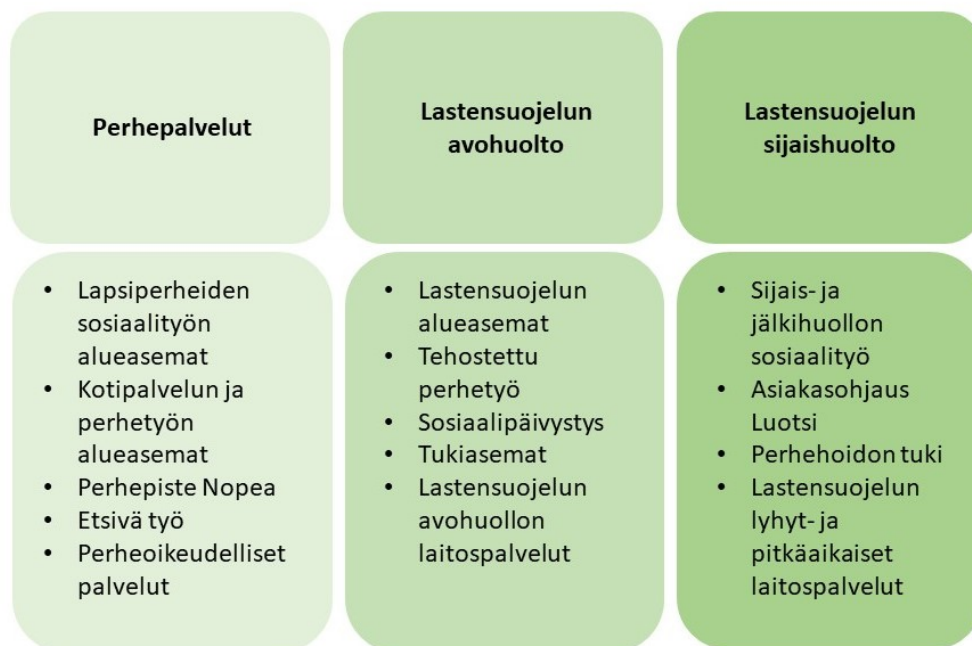 Perhepalvelut
Lastensuojelun
avohuolto
Lastensuojelun
sijaishuolto
• Lapsiperheiden
sosiaalityön
alueasemat
• Kotipalvelun ja
perhetyön
alueasemat
• Perhepiste Nopea
• Etsivä työ
• Perheoikeudelliset
palvelut
• Lastensuojelun
alueasemat
• Tehostettu
perhetyö
• Sosiaalipäivystys
• Tukiasemat
• Lastensuojelun
avohuollon
laitospalvelut
• Sijais- ja
jälkihuollon
sosiaalityö
• Asiakasohjaus
Luotsi
• Perhehoidon tuki
• Lastensuojelun
lyhyt- ja
pitkäaikaiset
laitospalvelut